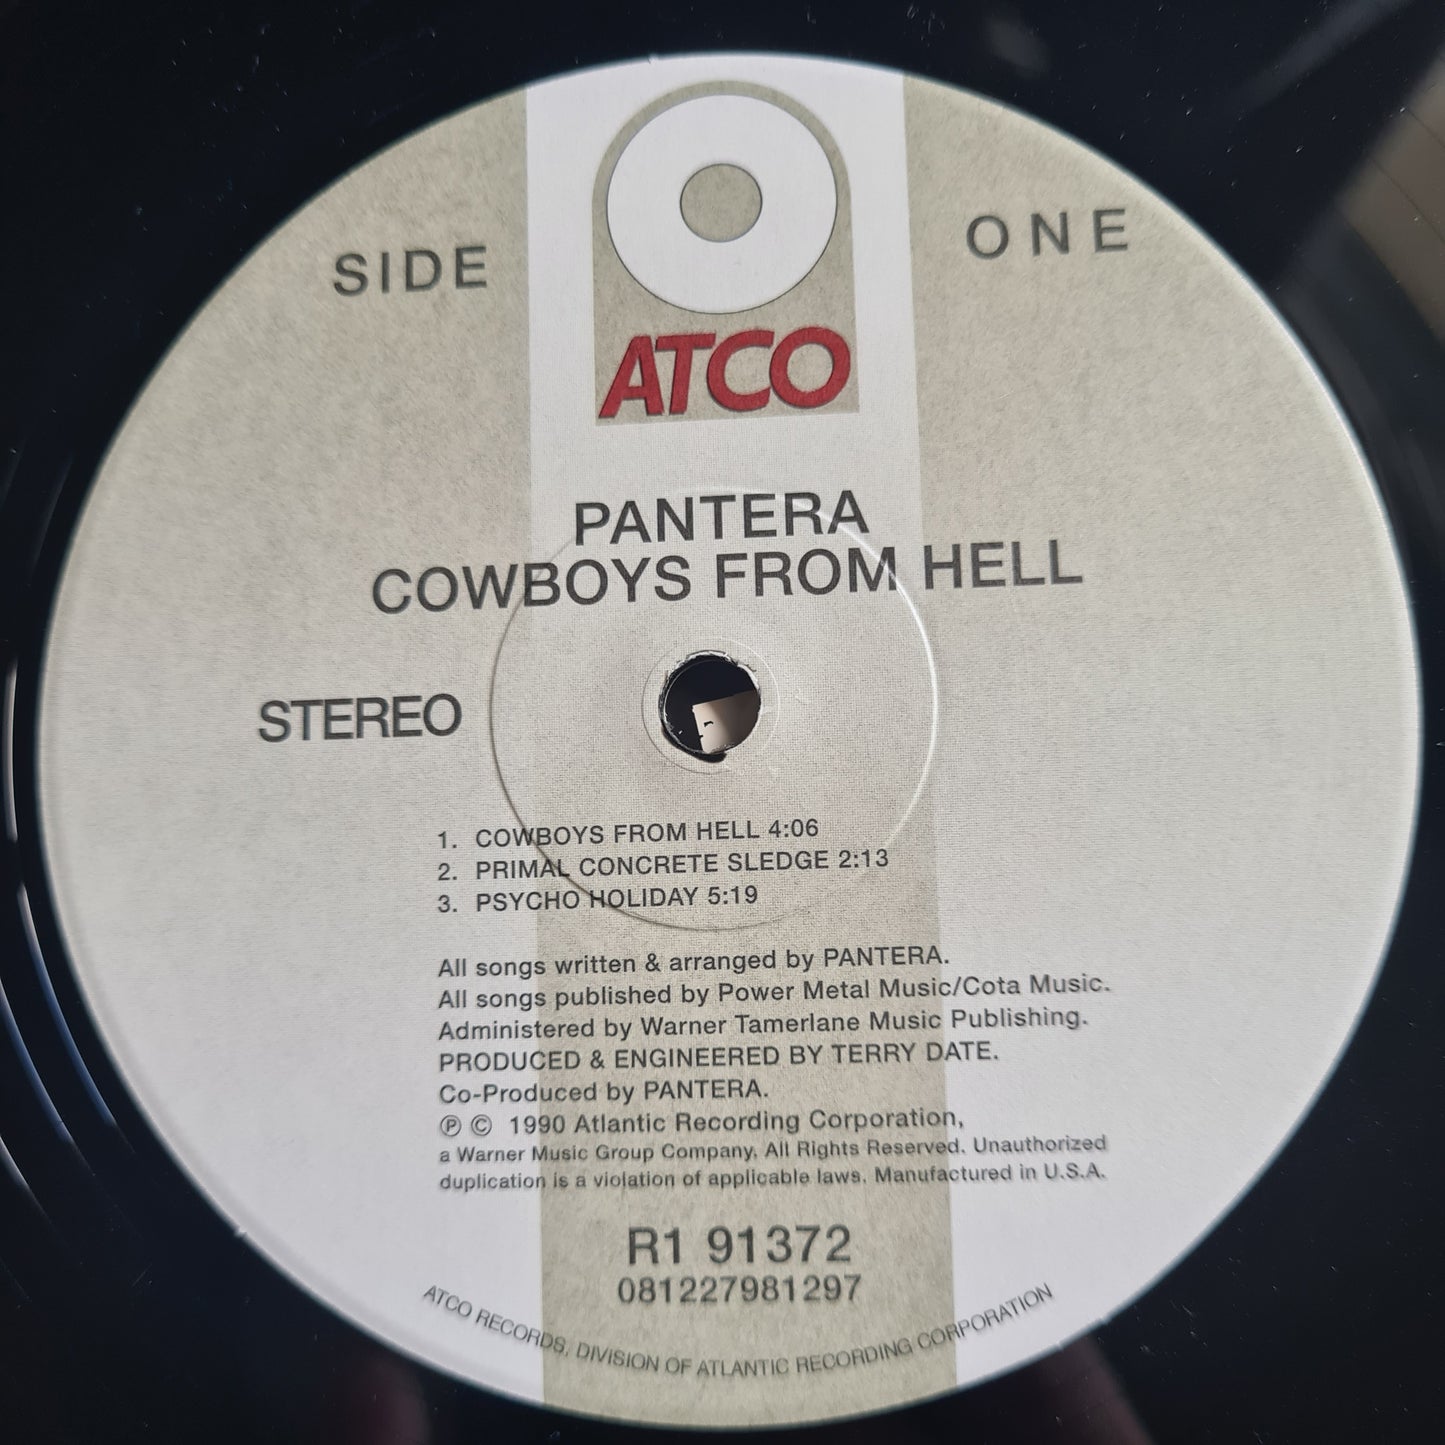 SIDE ONE
ATCO
PANTERA
COWBOYS FROM HELL
STEREO
1. COWBOYS FROM HELL 4:06
2. PRIMAL CONCRETE SLEDGE 2:13
3. PSYCHO HOLIDAY 5:19
All songs written & arranged by PANTERA.
All songs published by Power Metal Music/Cota Music.
Administered by Warner Tamerlane Music Publishing.
PRODUCED & ENGINEERED BY TERRY DATE.
Co-Produced by PANTERA.
℗ © 1990 Atlantic Recording Corporation,
a Warner Music Group Company. All Rights Reserved. Unauthorized
duplication is a violation of applicable laws. Manufactured in U.S.A.
R1 91372
081227981297
ATCO RECORDS, DIVISION OF ATLANTIC RECORDING CORPORATION